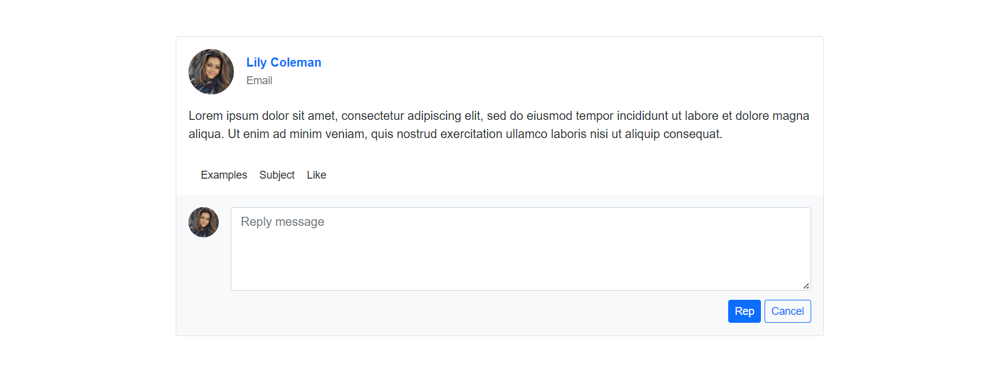 Lily Coleman
Email
Lorem ipsum dolor sit amet, consectetur adipiscing elit, sed do eiusmod tempor incididunt ut labore et dolore magna
aliqua. Ut enim ad minim veniam, quis nostrud exercitation ullamco laboris nisi ut aliquip consequat.
Examples Subject Like
Reply message
Rep Cancel